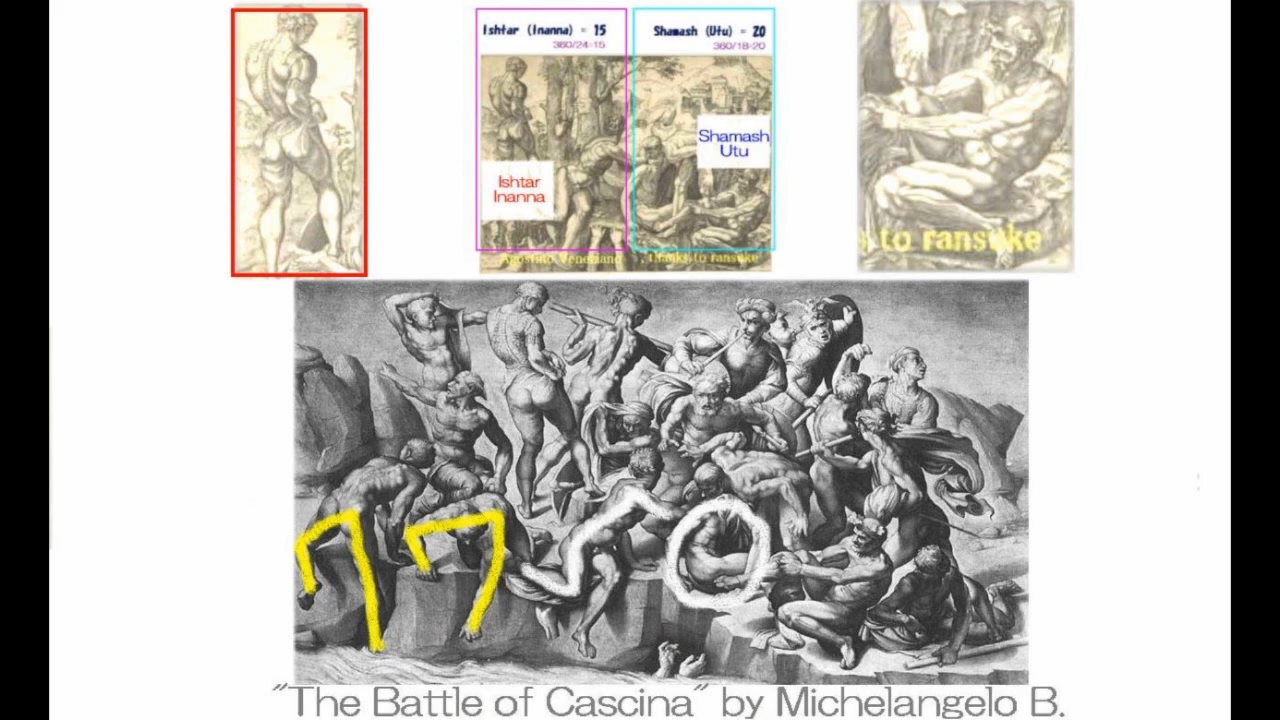 Ishtar (Inanna) = 15
360/24=15
Shamash (Utu) = 20
360/18=20
Shamash
Utu
Ishtar
Inanna
Agostino Veneziano
thanks to ransuke
to ransuke
"The Battle of Cascina" by Michelangelo B.